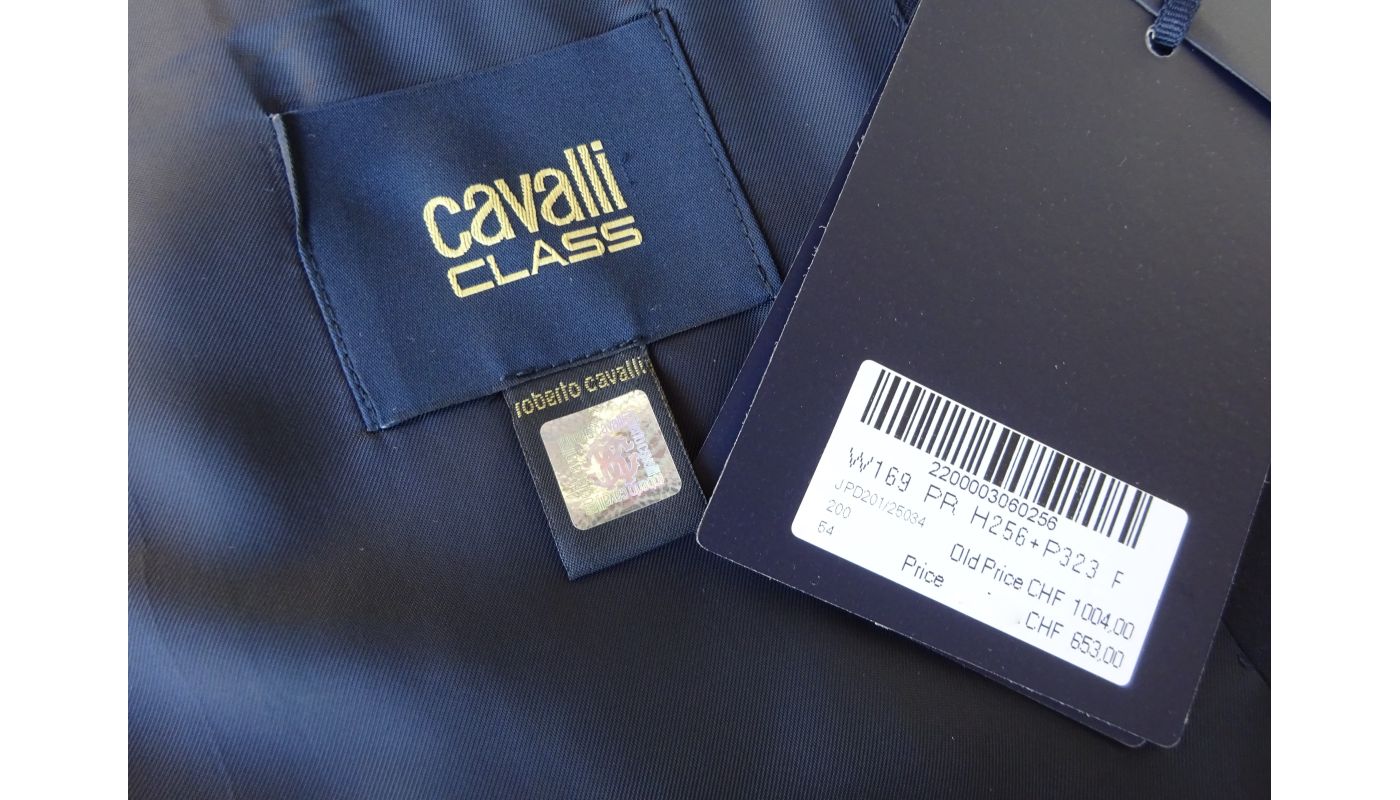 cavalli
CLASS
roberto cavalli
2200003060256
W169 PR H256+P323 F
JPD201/25034
200
54
Old Price CHF 1004,00
Price CHF 653,00